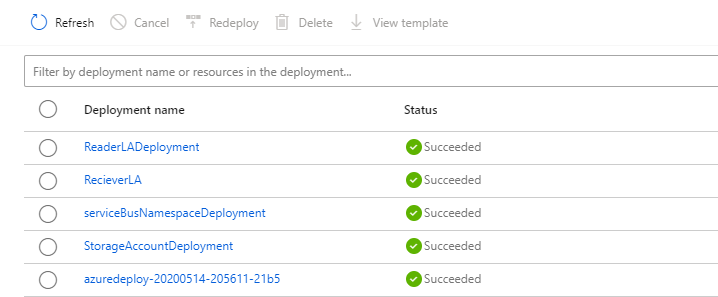 Refresh Cancel Redeploy Delete View template
Filter by deployment name or resources in the deployment...
Deployment name Status
ReaderLADeployment Succeeded
RecieverLA Succeeded
serviceBusNamespaceDeployment Succeeded
StorageAccountDeployment Succeeded
azuredeploy-20200514-205611-21b5 Succeeded